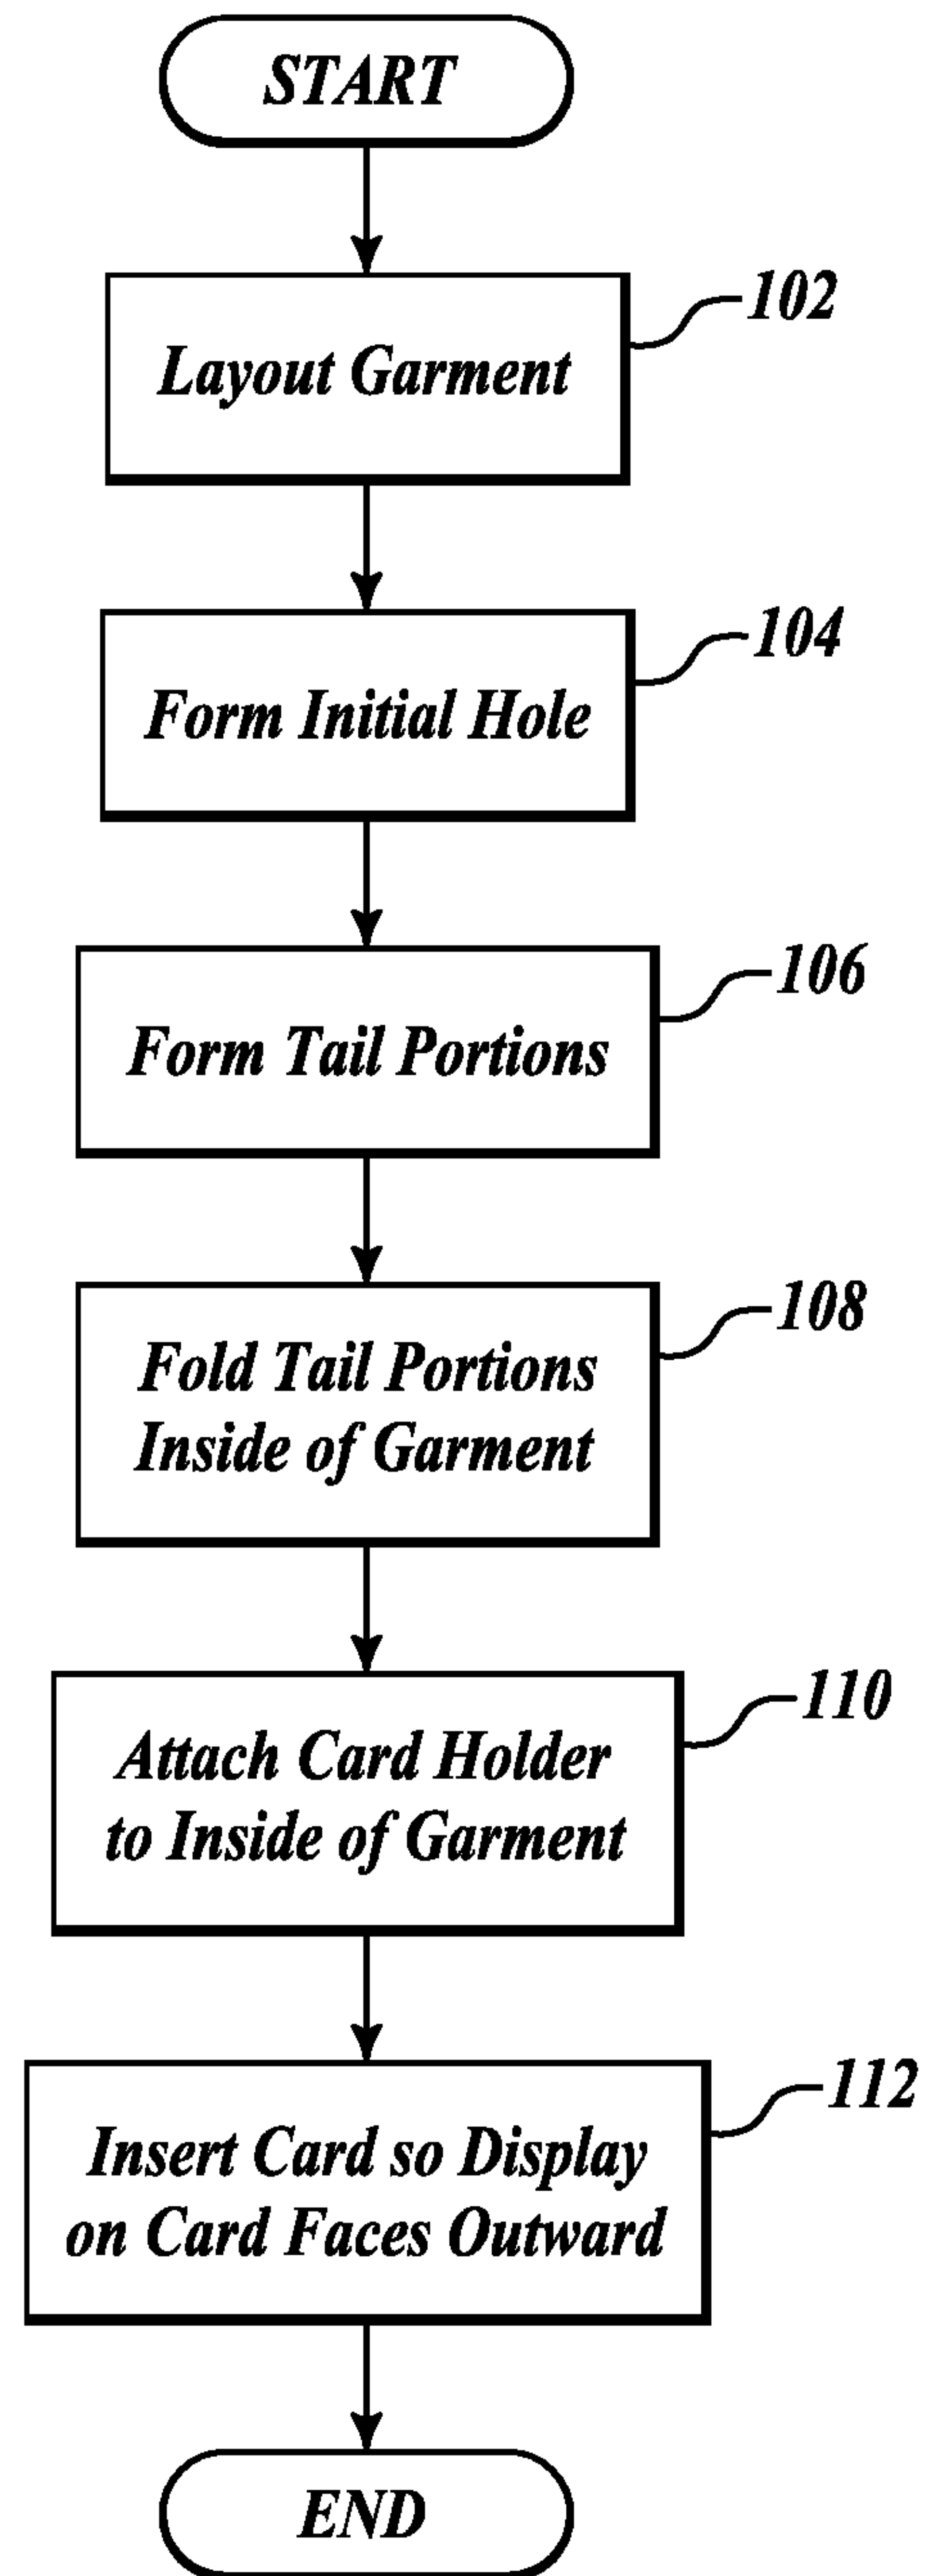 START
102
Layout Garment
104
Form Initial Hole
106
Form Tail Portions
108
Fold Tail Portions
Inside of Garment
110
Attach Card Holder
to Inside of Garment
112
Insert Card so Display
on Card Faces Outward
END